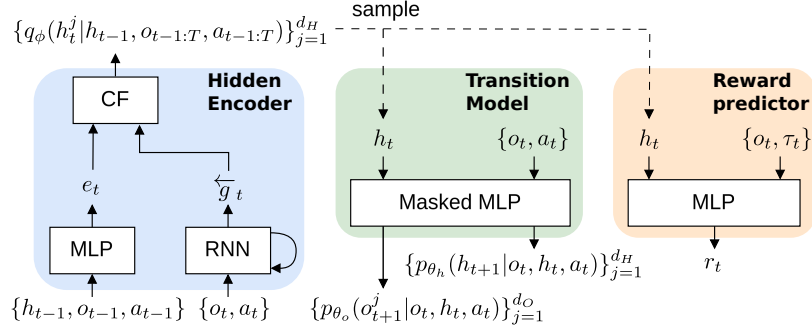 sample
{q_ϕ(h_t^j|h_{t−1}, o_{t−1:T}, a_{t−1:T})}_{j=1}^{d_H}
Hidden
Encoder
CF
e_t
\overleftarrow{g}_t
MLP
RNN
{h_{t−1}, o_{t−1}, a_{t−1}}
{o_t, a_t}
Transition
Model
h_t
{o_t, a_t}
Masked MLP
{p_{θ_h}(h_{t+1}|o_t, h_t, a_t)}_{j=1}^{d_H}
{p_{θ_o}(o_{t+1}^j|o_t, h_t, a_t)}_{j=1}^{d_O}
Reward
predictor
h_t
{o_t, τ_t}
MLP
r_t